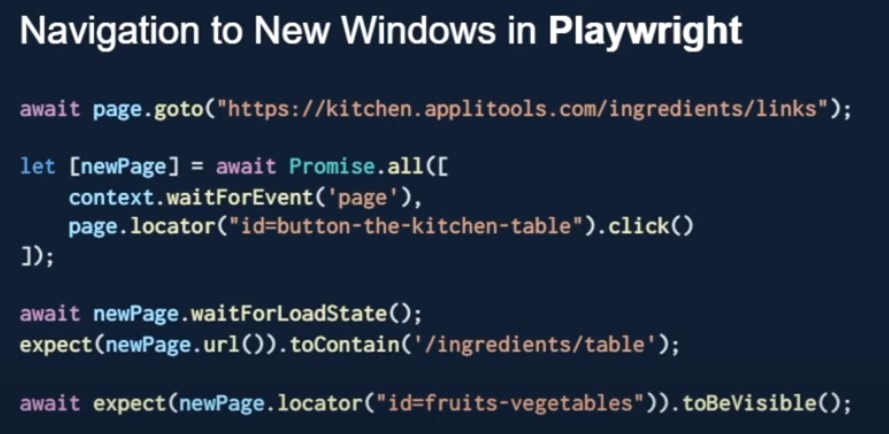 Navigation to New Windows in Playwright
await page.goto("https://kitchen.applitools.com/ingredients/links");
let [newPage] = await Promise.all([
    context.waitForEvent('page'),
    page.locator("id=button-the-kitchen-table").click()
]);
await newPage.waitForLoadState();
expect(newPage.url()).toContain('/ingredients/table');
await expect(newPage.locator("id=fruits-vegetables")).toBeVisible();